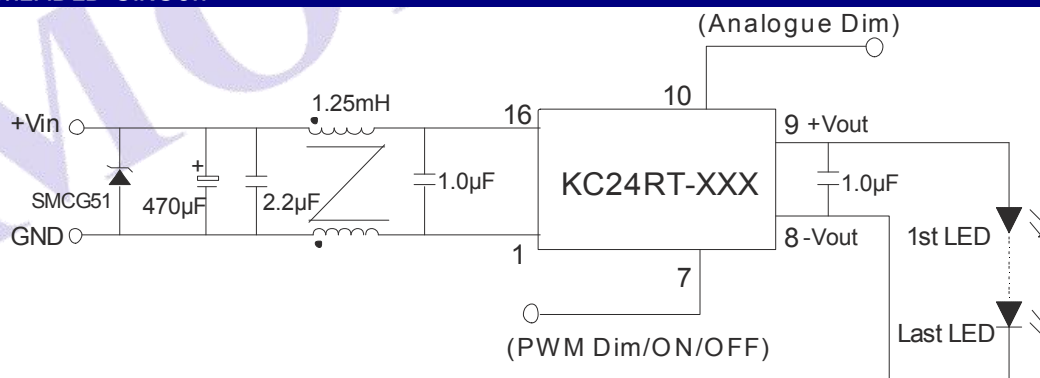 (Analogue Dim)
1.25mH
10
+Vin
16
9 +Vout
SMCG51
470µF
+
2.2µF
1.0µF
KC24RT-XXX
1.0µF
GND
1
8 -Vout
1st LED
7
(PWM Dim/ON/OFF)
Last LED